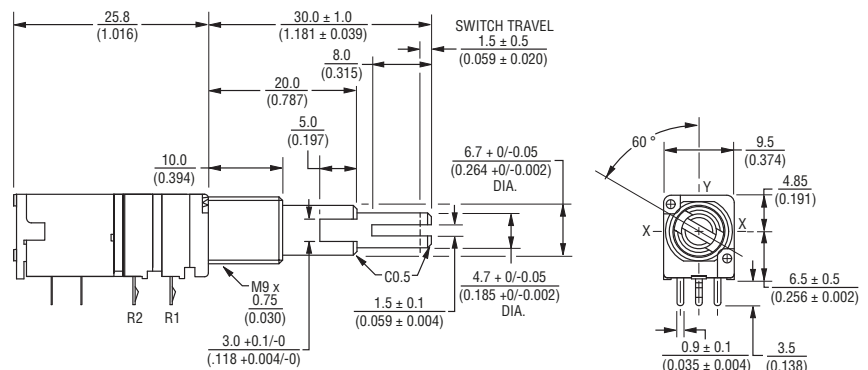 25.8
(1.016)
30.0 ± 1.0
(1.181 ± 0.039)
SWITCH TRAVEL
1.5 ± 0.5
(0.059 ± 0.020)
8.0
(0.315)
20.0
(0.787)
5.0
(0.197)
10.0
(0.394)
6.7 + 0/-0.05
(0.264 +0/-0.002)
DIA.
M9 x
0.75
(0.030)
C0.5
R2
R1
3.0 +0.1/-0
(.118 +0.004/-0)
1.5 ± 0.1
(0.059 ± 0.004)
4.7 + 0/-0.05
(0.185 +0/-0.002)
DIA.
60 °
9.5
(0.374)
Y
4.85
(0.191)
X
X
6.5 ± 0.5
(0.256 ± 0.002)
0.9 ± 0.1
(0.035 ± 0.004)
3.5
(0.138)